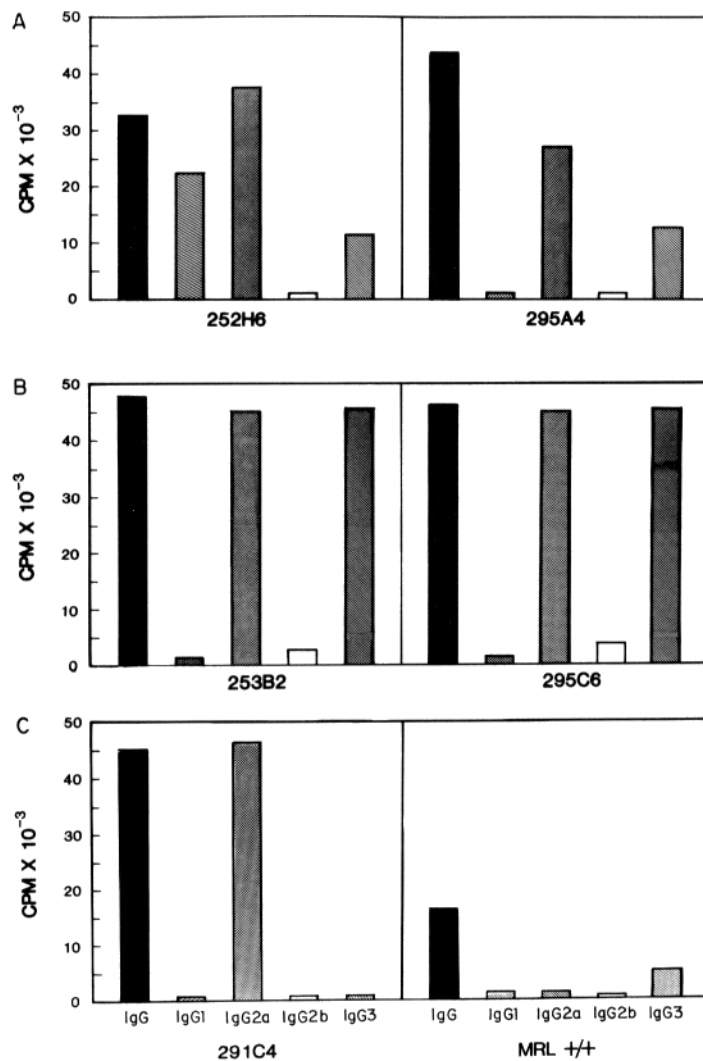 A
50
40
30
20
10
0
CPM X 10-3
252H6
295A4
B
50
40
30
20
10
0
CPM X 10-3
253B2
295C6
C
50
40
30
20
10
0
CPM X 10-3
IgG IgG1 IgG2a IgG2b IgG3
IgG IgG1 IgG2a IgG2b IgG3
291C4
MRL +/+